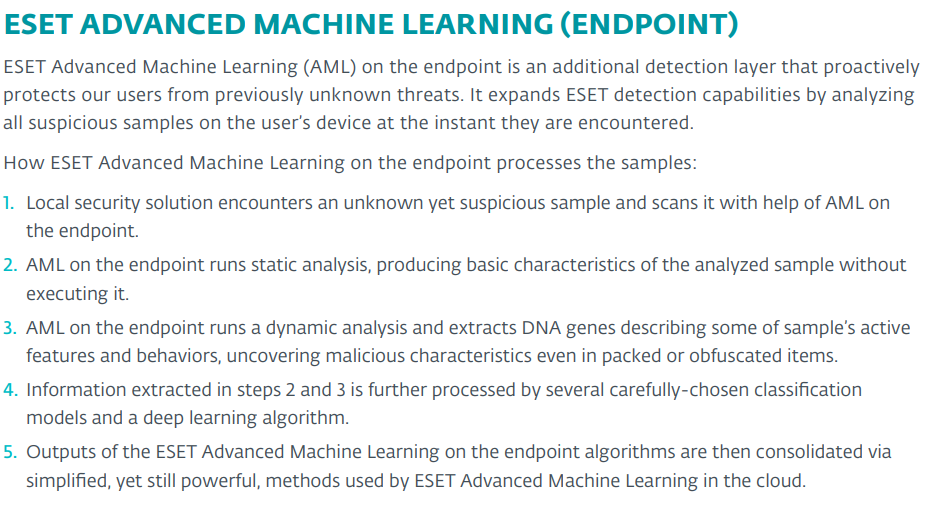 ESET ADVANCED MACHINE LEARNING (ENDPOINT)
ESET Advanced Machine Learning (AML) on the endpoint is an additional detection layer that proactively
protects our users from previously unknown threats. It expands ESET detection capabilities by analyzing
all suspicious samples on the user's device at the instant they are encountered.
How ESET Advanced Machine Learning on the endpoint processes the samples:
1. Local security solution encounters an unknown yet suspicious sample and scans it with help of AML on
the endpoint.
2. AML on the endpoint runs static analysis, producing basic characteristics of the analyzed sample without
executing it.
3. AML on the endpoint runs a dynamic analysis and extracts DNA genes describing some of sample's active
features and behaviors, uncovering malicious characteristics even in packed or obfuscated items.
4. Information extracted in steps 2 and 3 is further processed by several carefully-chosen classification
models and a deep learning algorithm.
5. Outputs of the ESET Advanced Machine Learning on the endpoint algorithms are then consolidated via
simplified, yet still powerful, methods used by ESET Advanced Machine Learning in the cloud.